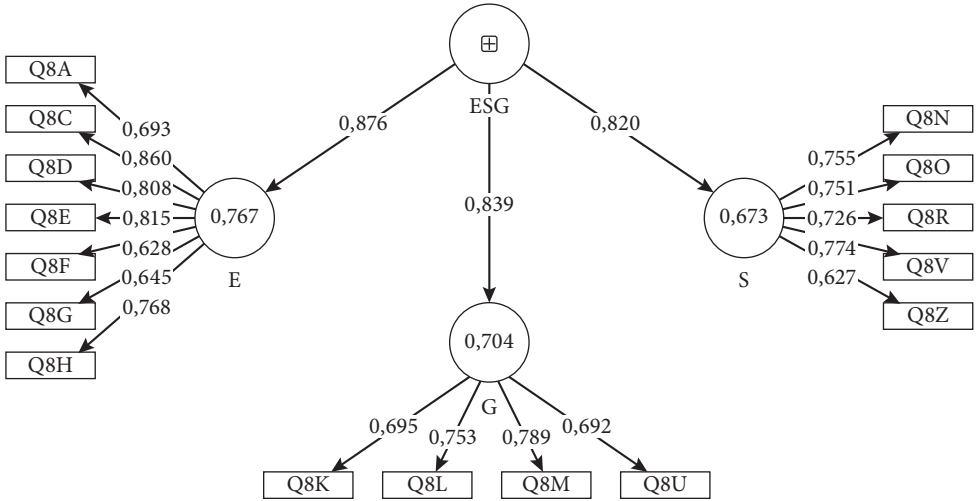 ESG
0,876
0,839
0,820
Q8A
Q8C
Q8D
Q8E
Q8F
Q8G
Q8H
0,693
0,860
0,808
0,815
0,628
0,645
0,768
0,767
E
0,704
G
0,695
0,753
0,789
0,692
Q8K
Q8L
Q8M
Q8U
0,673
S
0,755
0,751
0,726
0,774
0,627
Q8N
Q8O
Q8R
Q8V
Q8Z